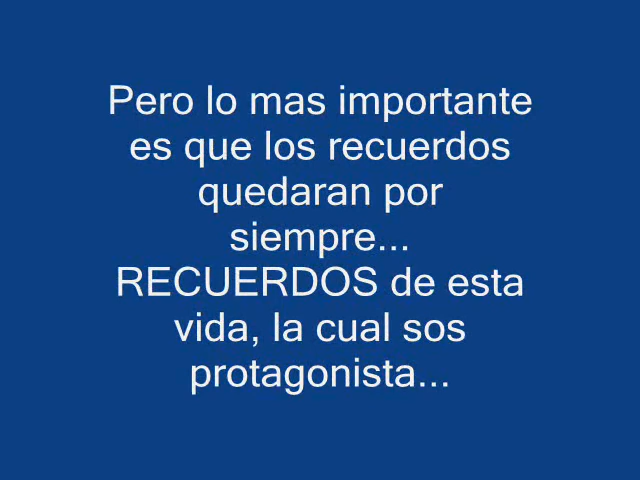 Pero lo mas importante
es que los recuerdos
quedaran por
siempre...
RECUERDOS de esta
vida, la cual sos
protagonista...